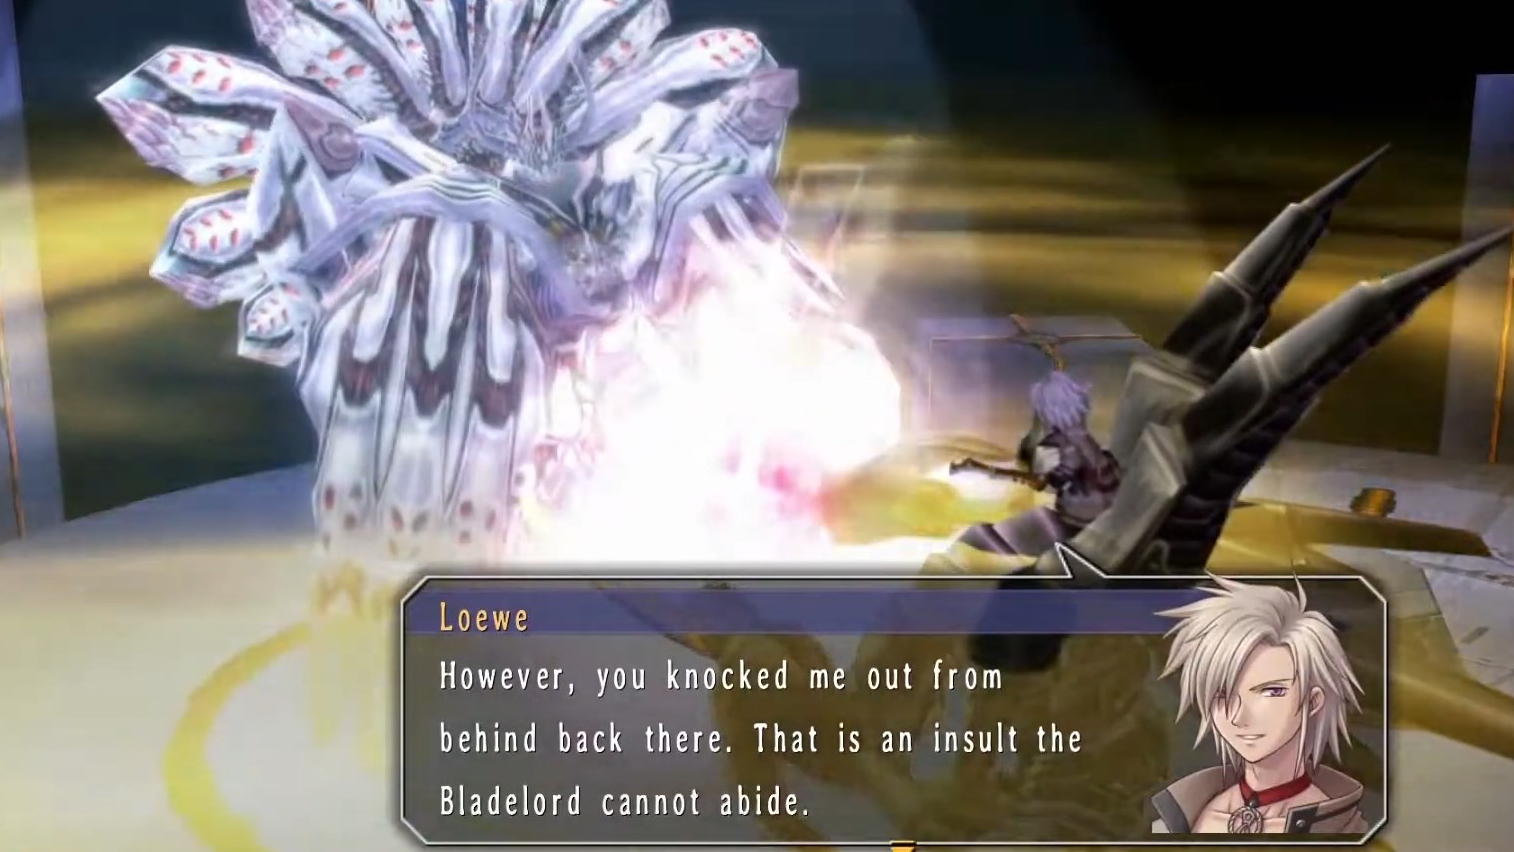 Loewe
However, you knocked me out from
behind back there. That is an insult the
Bladelord cannot abide.